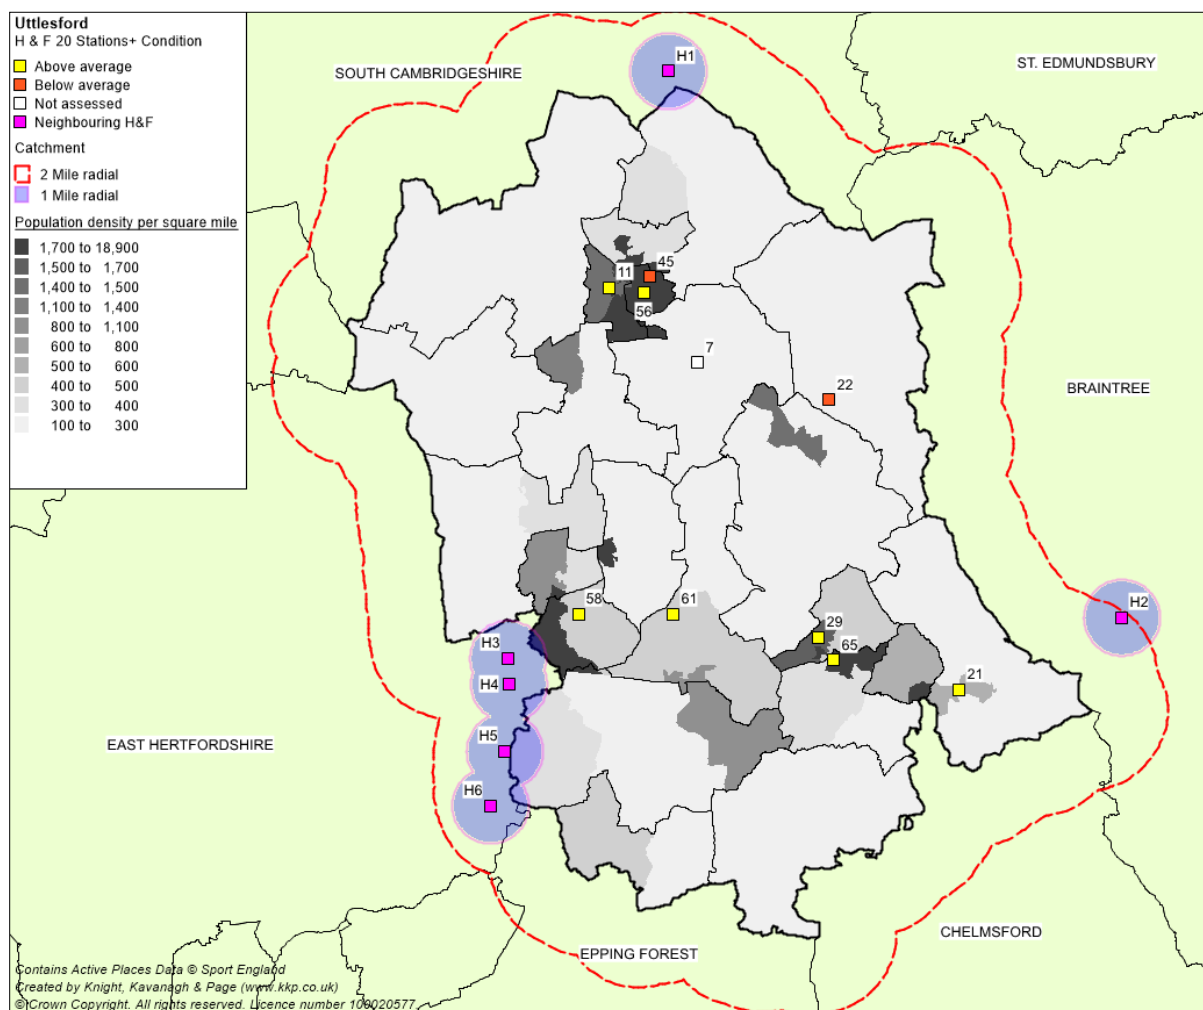 Uttlesford
H & F 20 Stations+ Condition
Above average
Below average
Not assessed
Neighbouring H&F
Catchment
2 Mile radial
1 Mile radial
Population density per square mile
1,700 to 18,900
1,500 to 1,700
1,400 to 1,500
1,100 to 1,400
800 to 1,100
600 to 800
500 to 600
400 to 500
300 to 400
100 to 300
H1
SOUTH CAMBRIDGESHIRE
ST. EDMUNDSBURY
11
45
56
7
22
BRAINTREE
58
61
29
65
21
H2
H3
H4
H5
H6
EAST HERTFORDSHIRE
CHELMSFORD
EPPING FOREST
Contains Active Places Data © Sport England
Created by Knight, Kavanagh & Page (www.kkp.co.uk)
© Crown Copyright. All rights reserved. Licence number 100020577